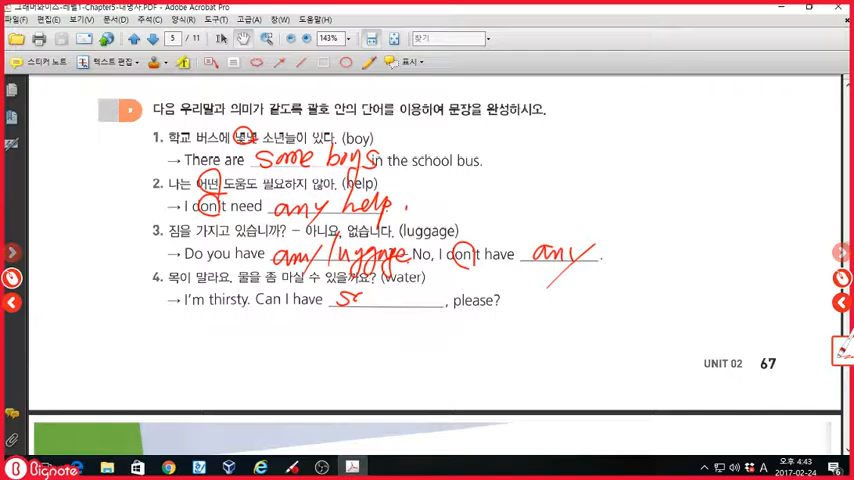 그래머와이즈-레벨1-Chapter5-대명사.PDF - Adobe Acrobat Pro
파일(F) 편집(E) 보기(V) 문서(D) 주석(C) 양식(R) 도구(T) 고급(A) 창(W) 도움말(H)
5 / 11 143% 찾기
스티커 노트 텍스트 편집 표시
다음 우리말과 의미가 같도록 괄호 안의 단어를 이용하여 문장을 완성하시오.
1. 학교 버스에 몇몇 소년들이 있다. (boy)
→ There are some boys in the school bus.
2. 나는 어떤 도움도 필요하지 않아. (help)
→ I don't need any help.
3. 짐을 가지고 있습니까? – 아니요, 없습니다. (luggage)
→ Do you have any luggage No, I don't have any.
4. 목이 말라요, 물을 좀 마실 수 있을까요? (water)
→ I'm thirsty. Can I have so , please?
UNIT 02 67
Bignote
A 오후 4:43
2017-02-24